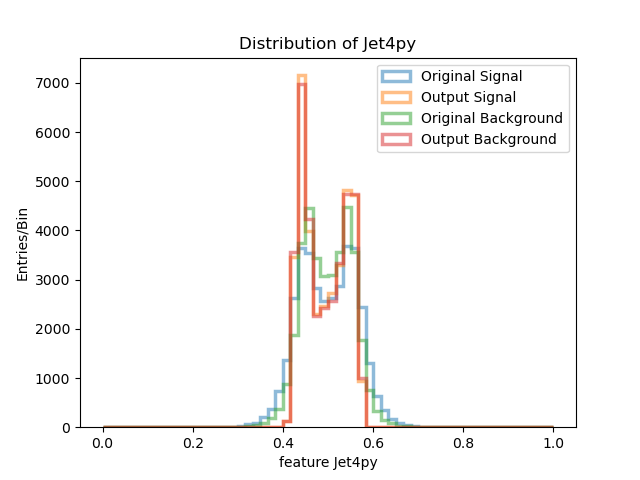 Distribution of Jet4py
Original Signal
Output Signal
Original Background
Output Background
Entries/Bin
7000
6000
5000
4000
3000
2000
1000
0
0.0 0.2 0.4 0.6 0.8 1.0
feature Jet4py